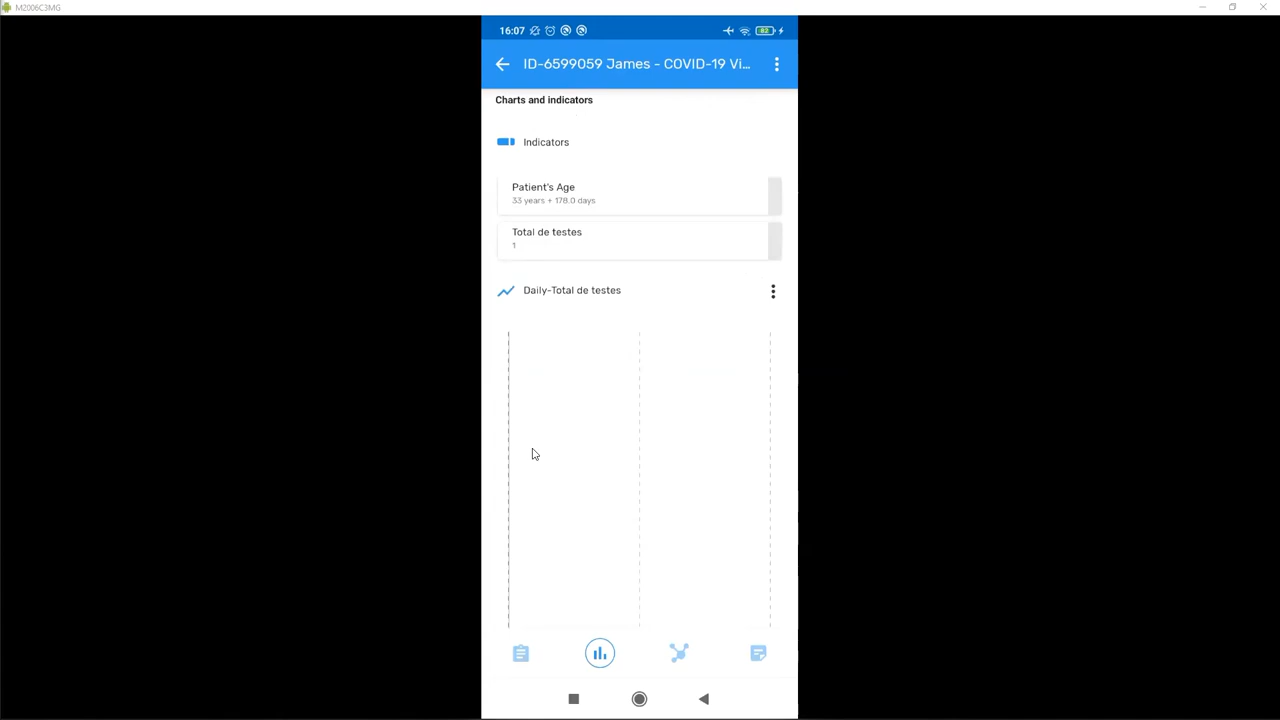 M2006C3MG
16:07
82
ID-6599059 James - COVID-19 Vi...
Charts and indicators
Indicators
Patient's Age
33 years + 178.0 days
Total de testes
1
Daily-Total de testes